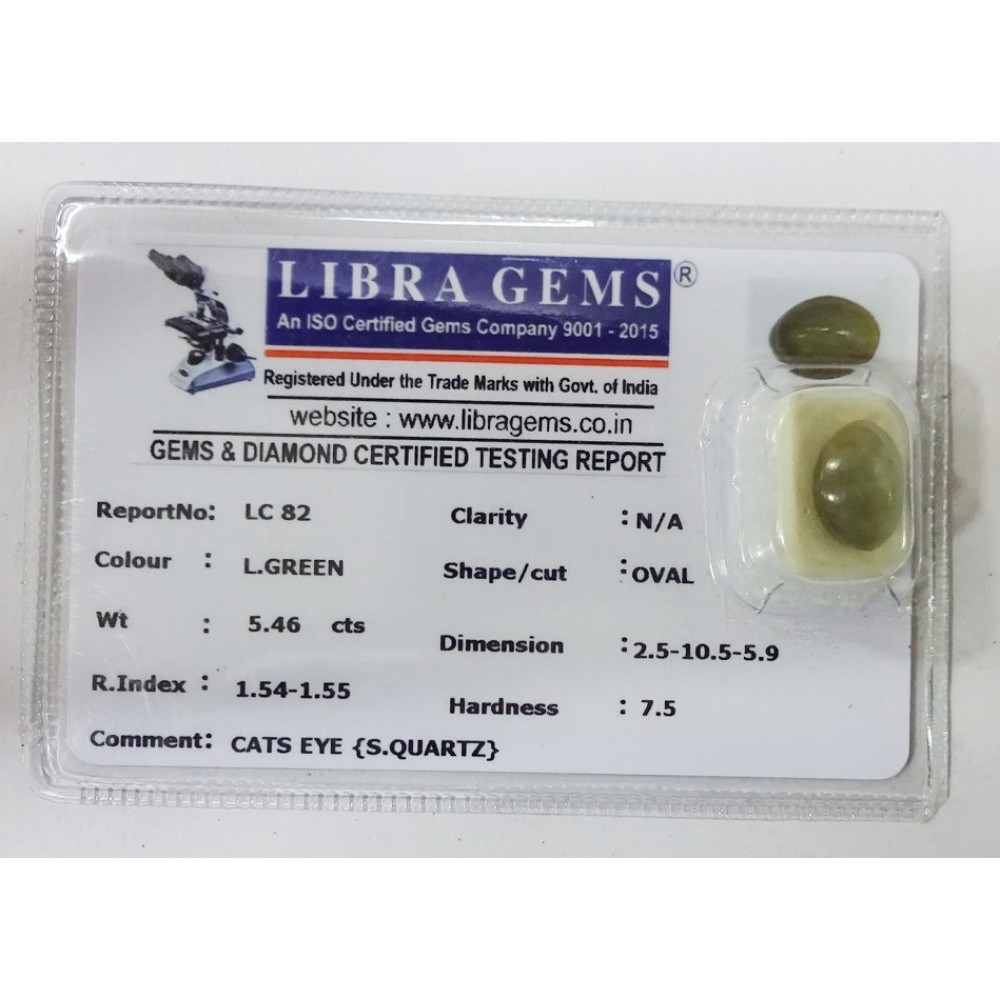 LIBRA GEMS®
An ISO Certified Gems Company 9001 - 2015
Registered Under the Trade Marks with Govt. of India
website : www.libragems.co.in
GEMS & DIAMOND CERTIFIED TESTING REPORT
ReportNo: LC 82
Clarity : N/A
Colour : L.GREEN
Shape/cut : OVAL
Wt : 5.46 cts
Dimension : 2.5-10.5-5.9
R.Index : 1.54-1.55
Hardness : 7.5
Comment: CATS EYE {S.QUARTZ}